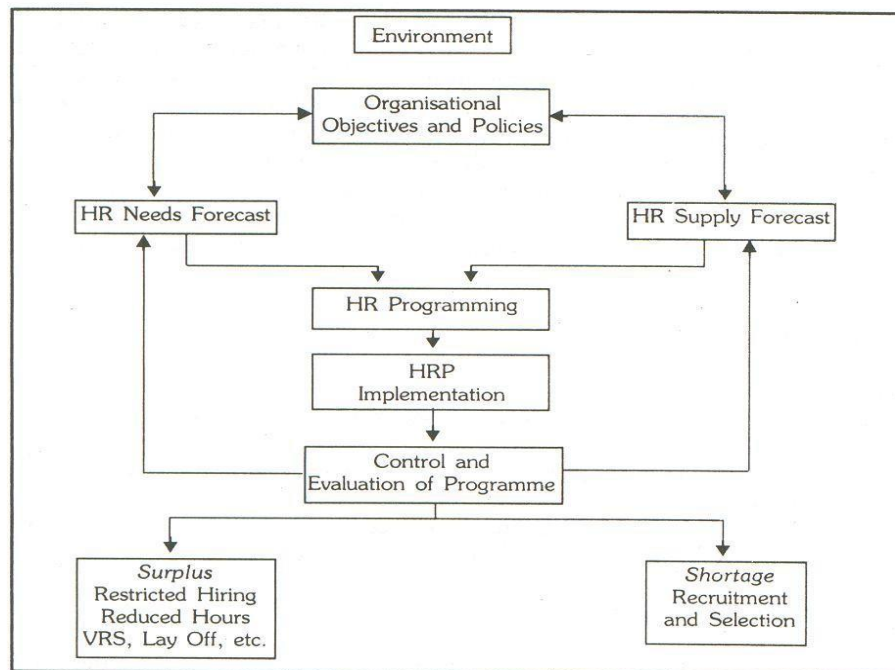 Environment
Organisational
Objectives and Policies
HR Needs Forecast
HR Supply Forecast
HR Programming
HRP
Implementation
Control and
Evaluation of Programme
Surplus
Restricted Hiring
Reduced Hours
VRS, Lay Off, etc.
Shortage
Recruitment
and Selection